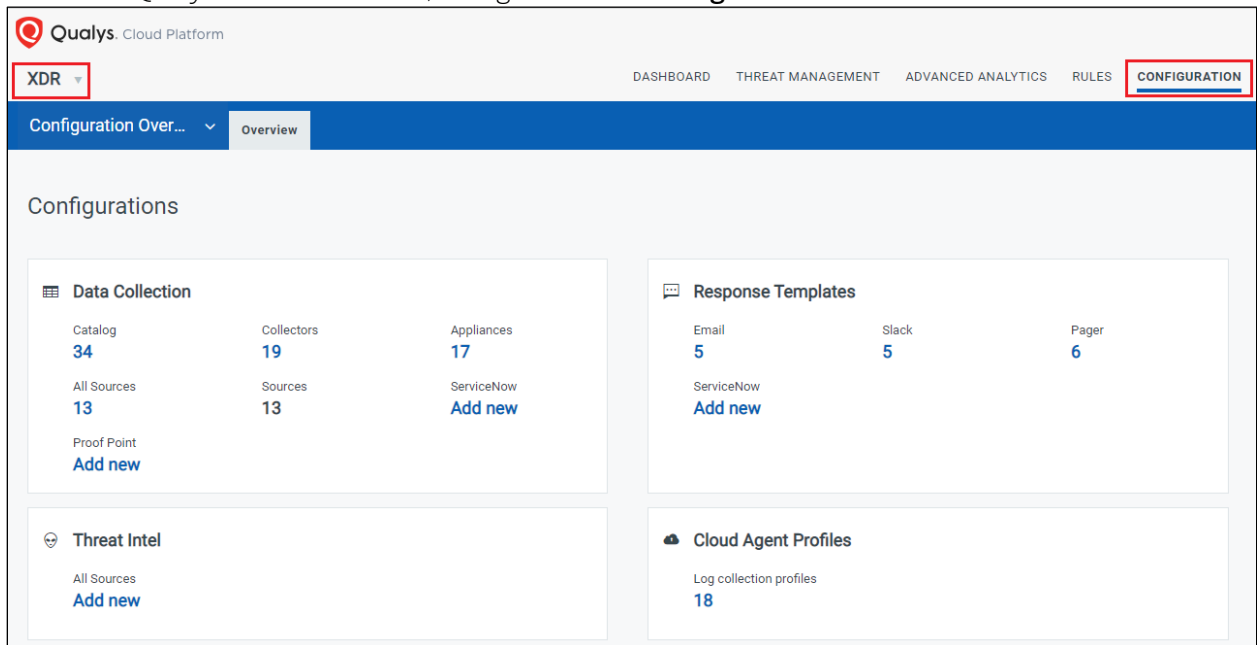 Qualys. Cloud Platform
XDR
DASHBOARD THREAT MANAGEMENT ADVANCED ANALYTICS RULES CONFIGURATION
Configuration Over... Overview
Configurations
Data Collection
Catalog Collectors Appliances
34 19 17
All Sources Sources ServiceNow
13 13 Add new
Proof Point
Add new
Response Templates
Email Slack Pager
5 5 6
ServiceNow
Add new
Threat Intel
All Sources
Add new
Cloud Agent Profiles
Log collection profiles
18